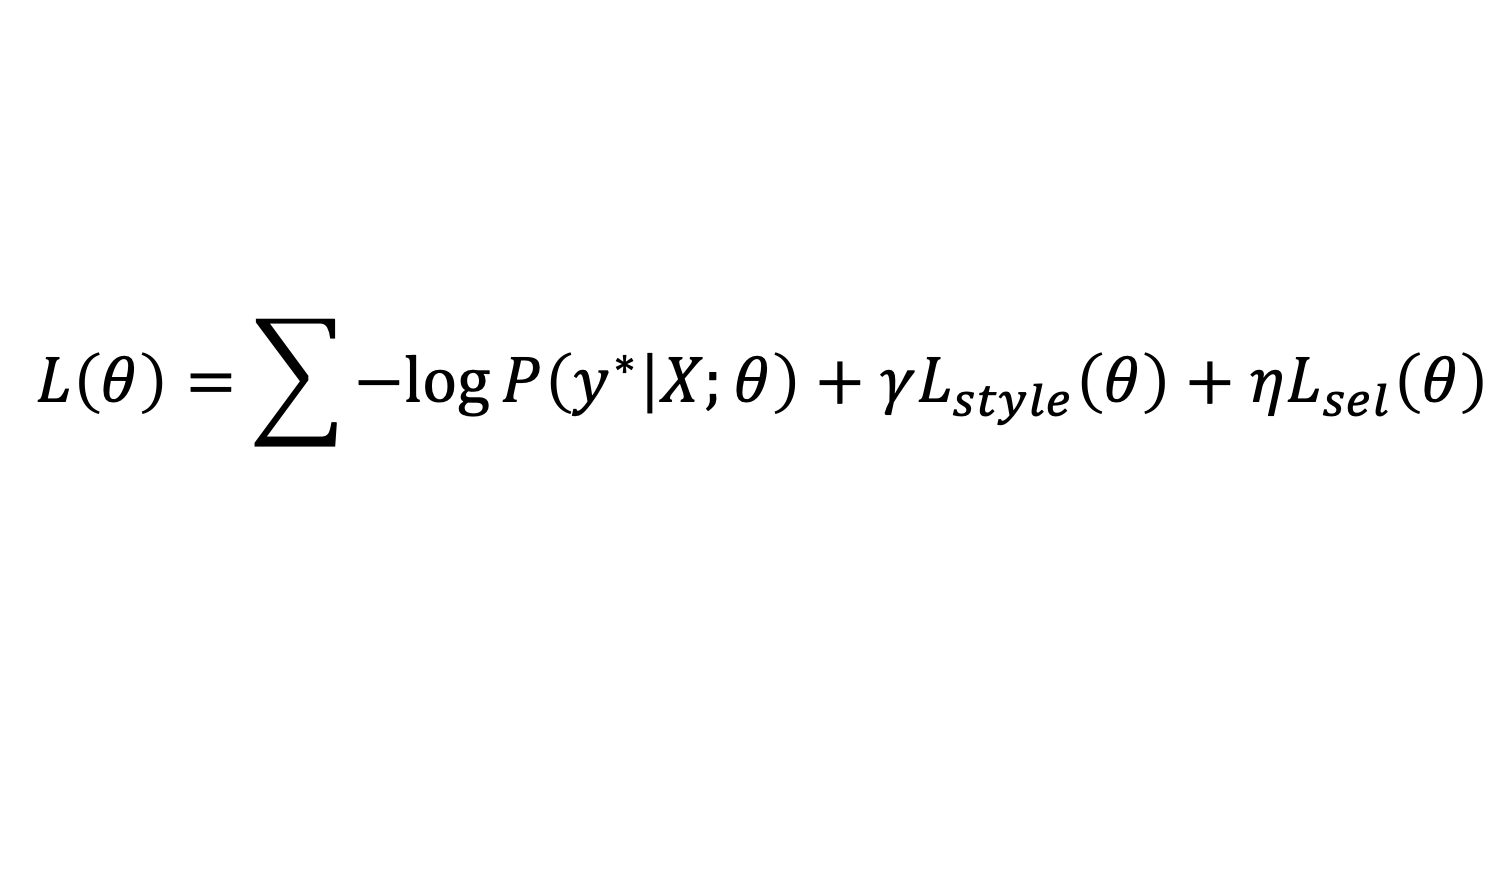 L(θ) = ∑ −log P(y*|X; θ) + γL_style(θ) + ηL_sel(θ)